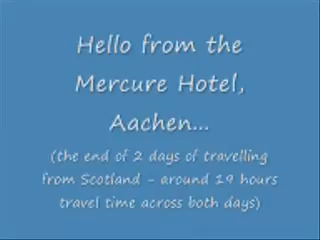 Hello from the
Mercure Hotel,
Aachen...
(the end of 2 days of travelling
from Scotland - around 19 hours
travel time across both days)